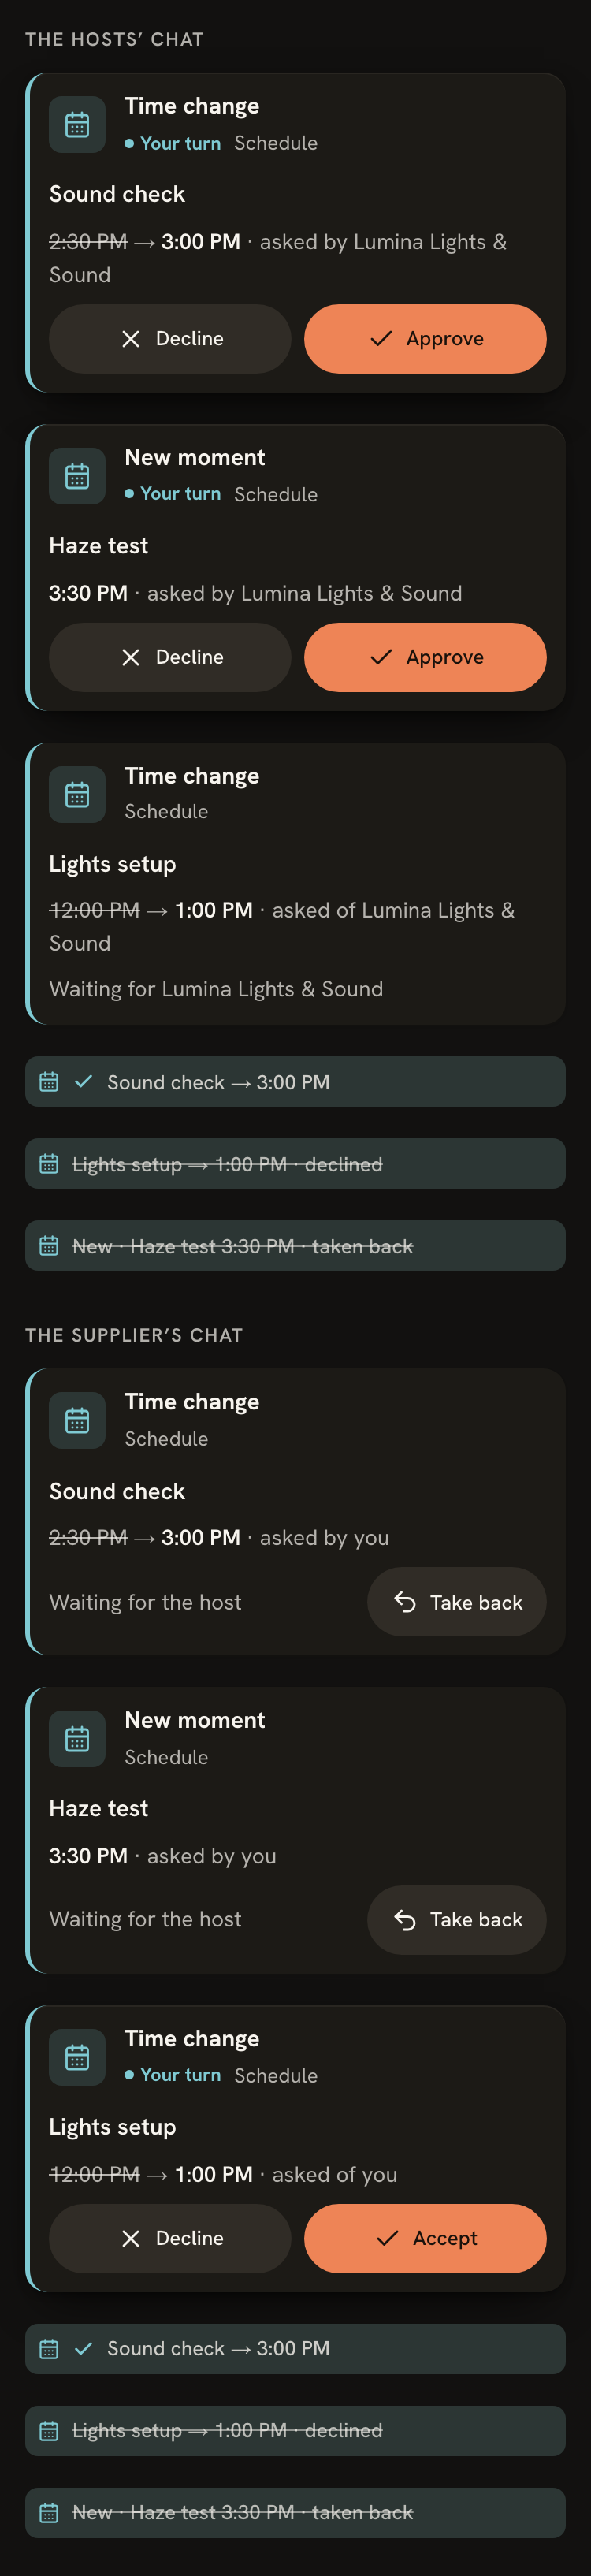 THE HOSTS’ CHAT
Time change
Your turn Schedule
Sound check
2:30 PM → 3:00 PM · asked by Lumina Lights &
Sound
Decline
Approve
New moment
Your turn Schedule
Haze test
3:30 PM · asked by Lumina Lights & Sound
Decline
Approve
Time change
Schedule
Lights setup
12:00 PM → 1:00 PM · asked of Lumina Lights &
Sound
Waiting for Lumina Lights & Sound
Sound check → 3:00 PM
Lights setup → 1:00 PM · declined
New · Haze test 3:30 PM · taken back
THE SUPPLIER’S CHAT
Time change
Schedule
Sound check
2:30 PM → 3:00 PM · asked by you
Waiting for the host
Take back
New moment
Schedule
Haze test
3:30 PM · asked by you
Waiting for the host
Take back
Time change
Your turn Schedule
Lights setup
12:00 PM → 1:00 PM · asked of you
Decline
Accept
Sound check → 3:00 PM
Lights setup → 1:00 PM · declined
New · Haze test 3:30 PM · taken back